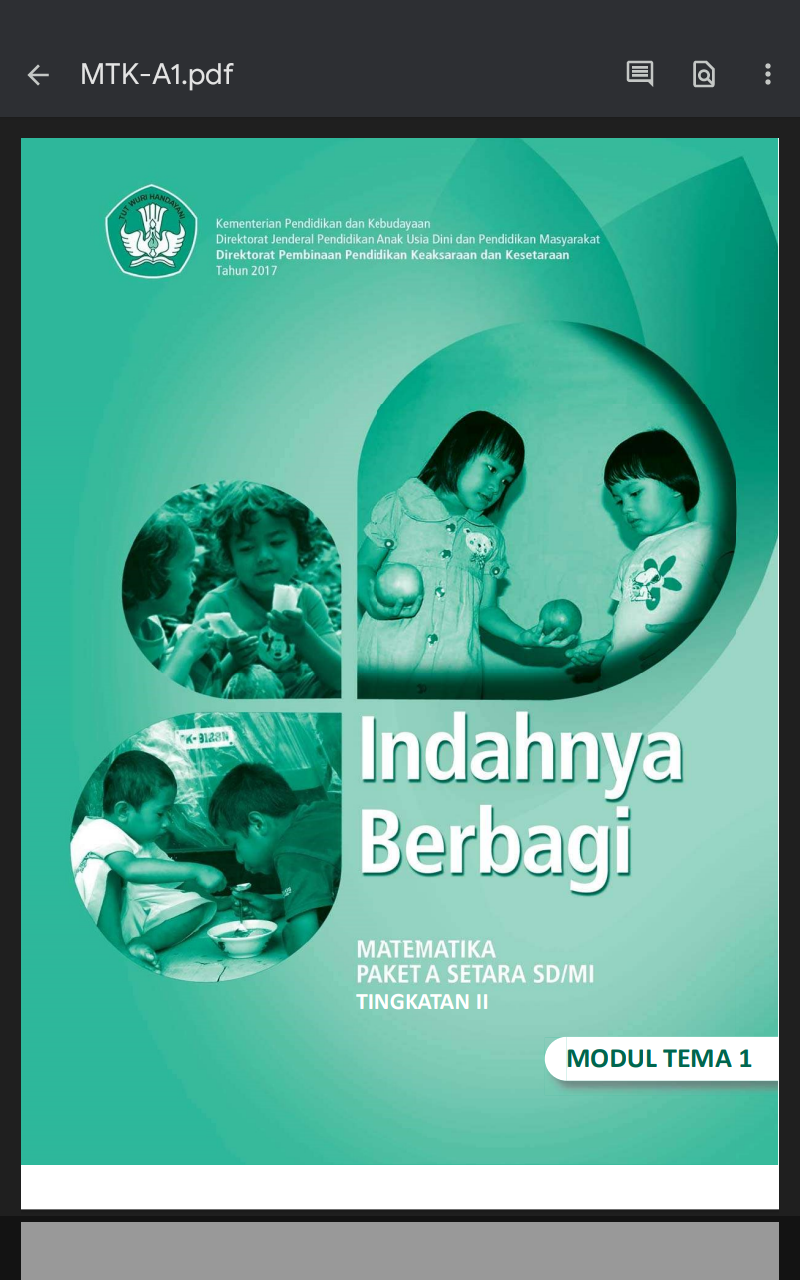 MTK-A1.pdf
TUT WURI HANDAYANI
Kementerian Pendidikan dan Kebudayaan
Direktorat Jenderal Pendidikan Anak Usia Dini dan Pendidikan Masyarakat
Direktorat Pembinaan Pendidikan Keaksaraan dan Kesetaraan
Tahun 2017
Indahnya
Berbagi
MATEMATIKA
PAKET A SETARA SD/MI
TINGKATAN II
MODUL TEMA 1